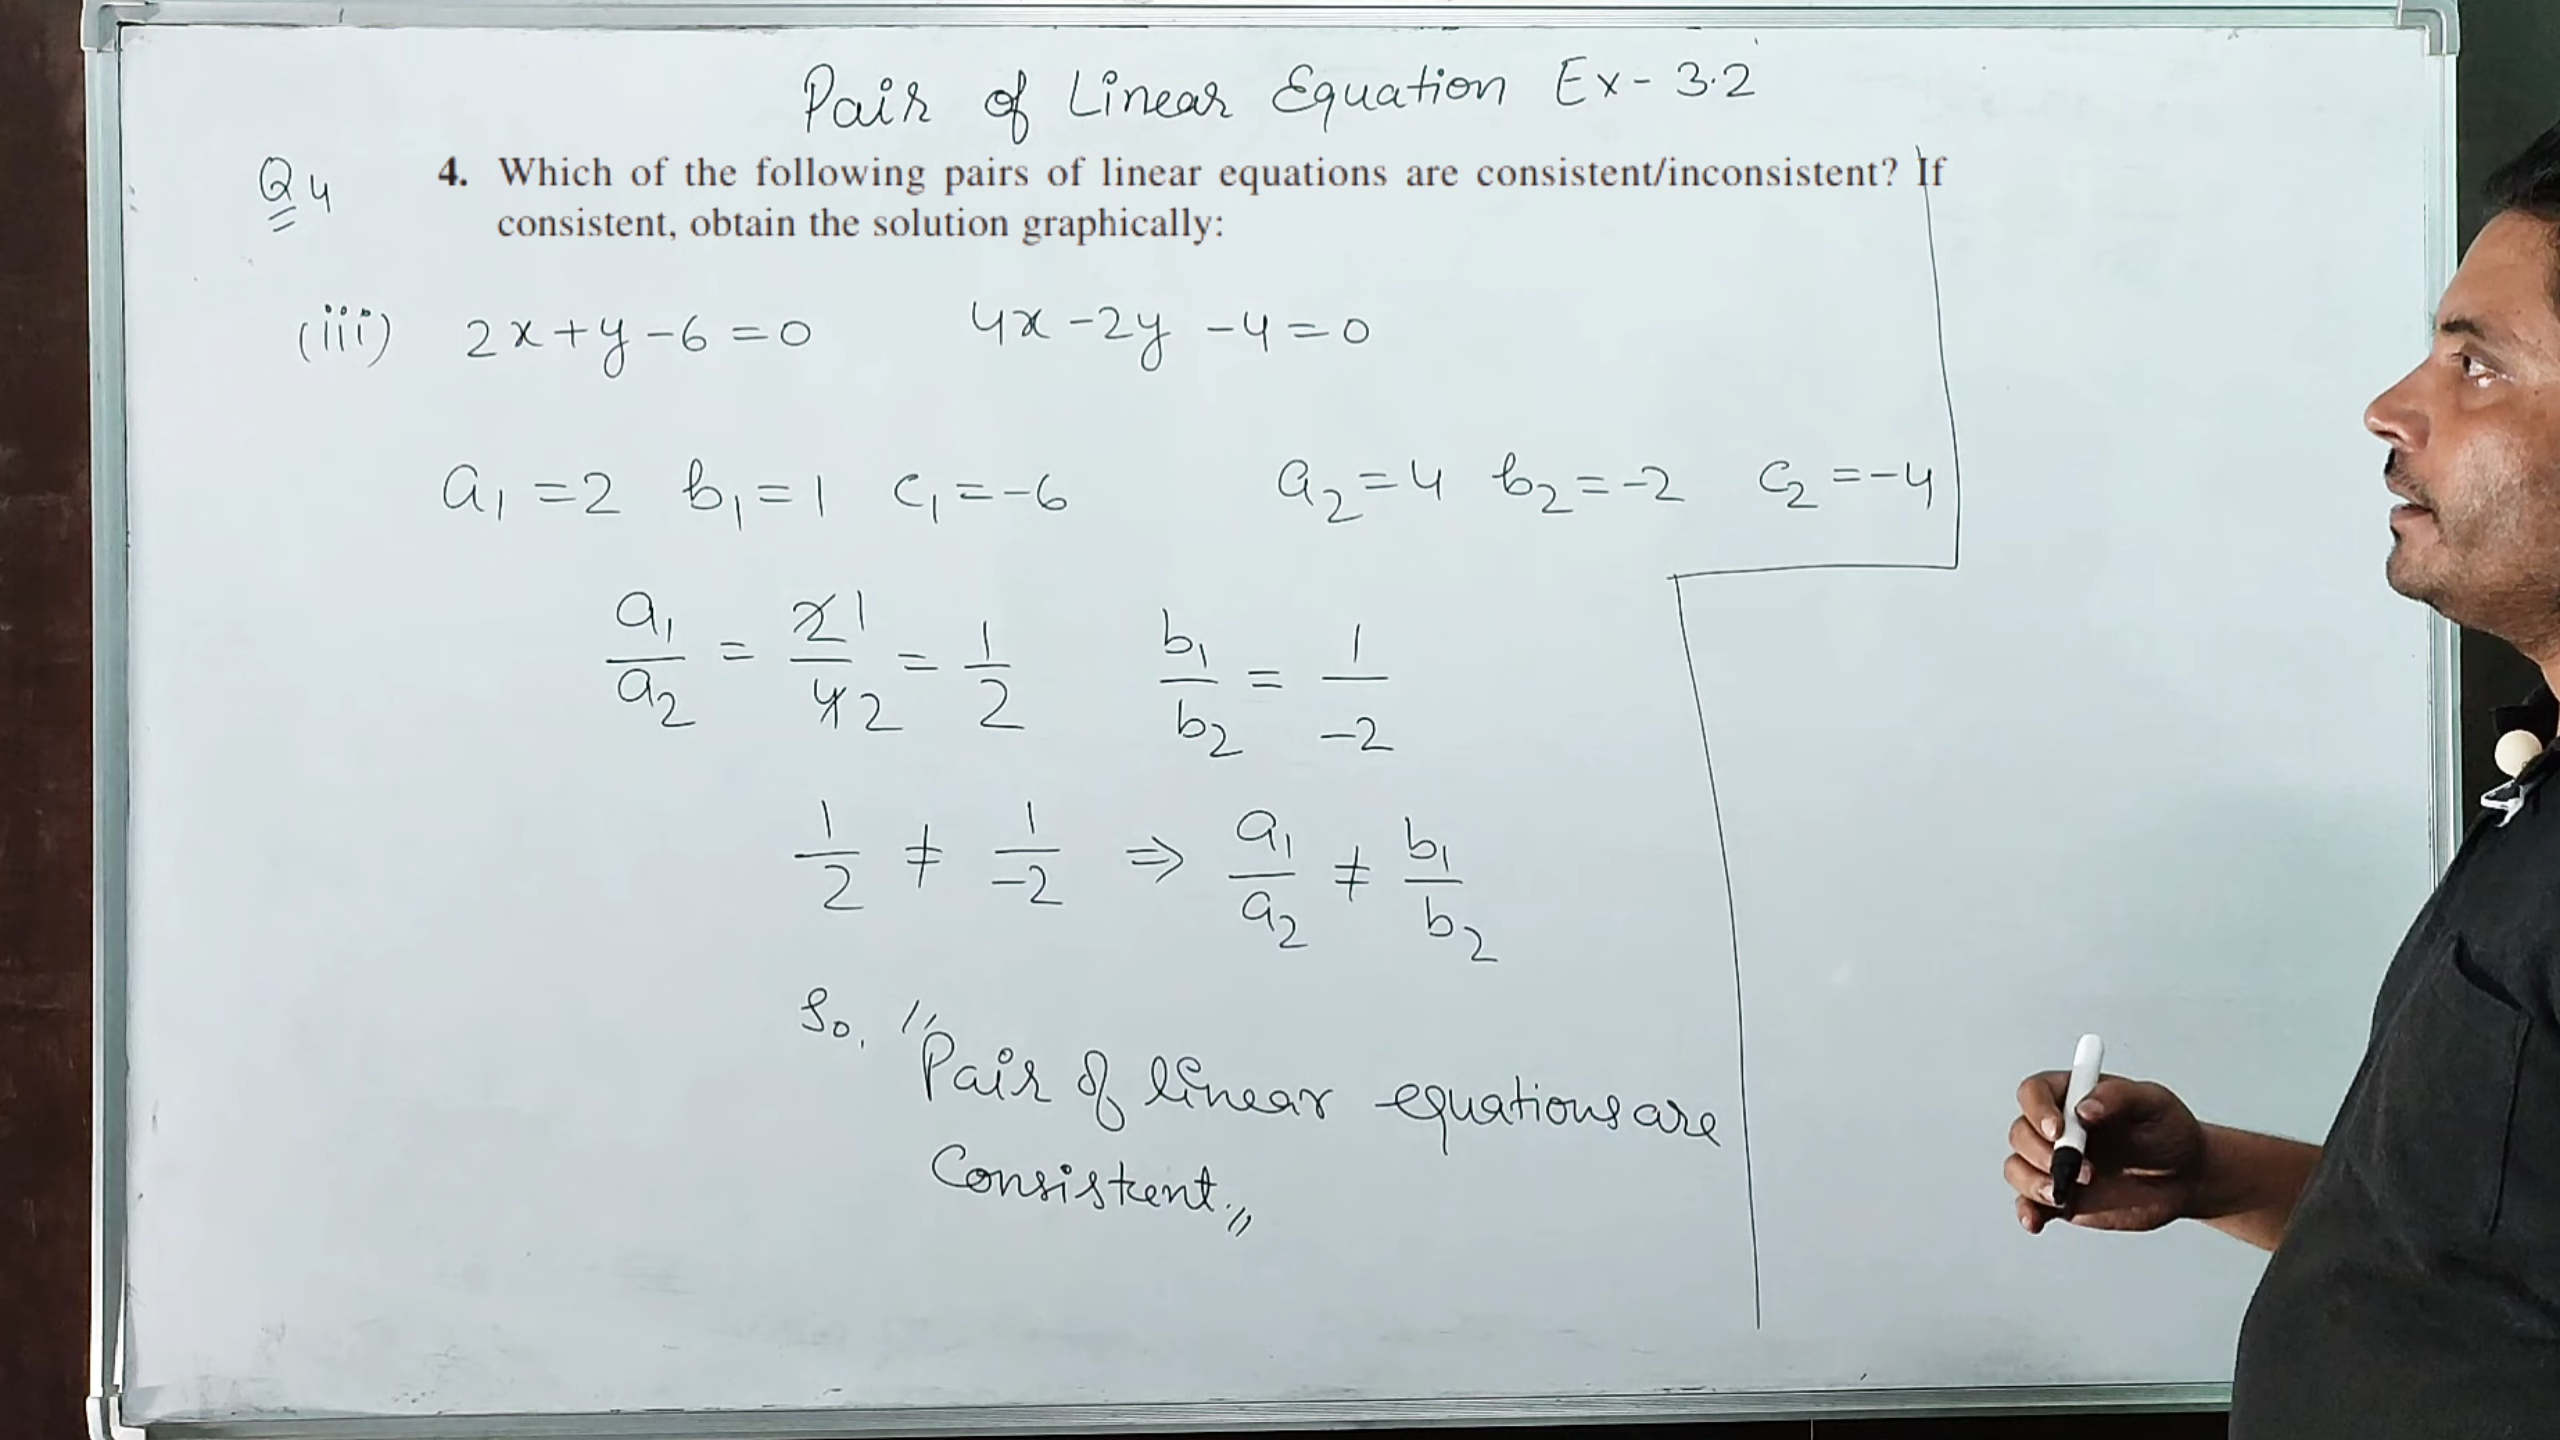 Pair of Linear Equation Ex - 3.2
Q 4
4. Which of the following pairs of linear equations are consistent/inconsistent? If
consistent, obtain the solution graphically:
(iii) 2x+y-6=0 4x-2y-4=0
a₁=2 b₁=1 c₁=-6 a₂=4 b₂=-2 c₂=-4
a₁/a₂ = 2̶1/4̶2 = 1/2 b₁/b₂ = 1/-2
1/2 ≠ 1/-2 ⇒ a₁/a₂ ≠ b₁/b₂
So, "Pair of linear equations are
Consistent."